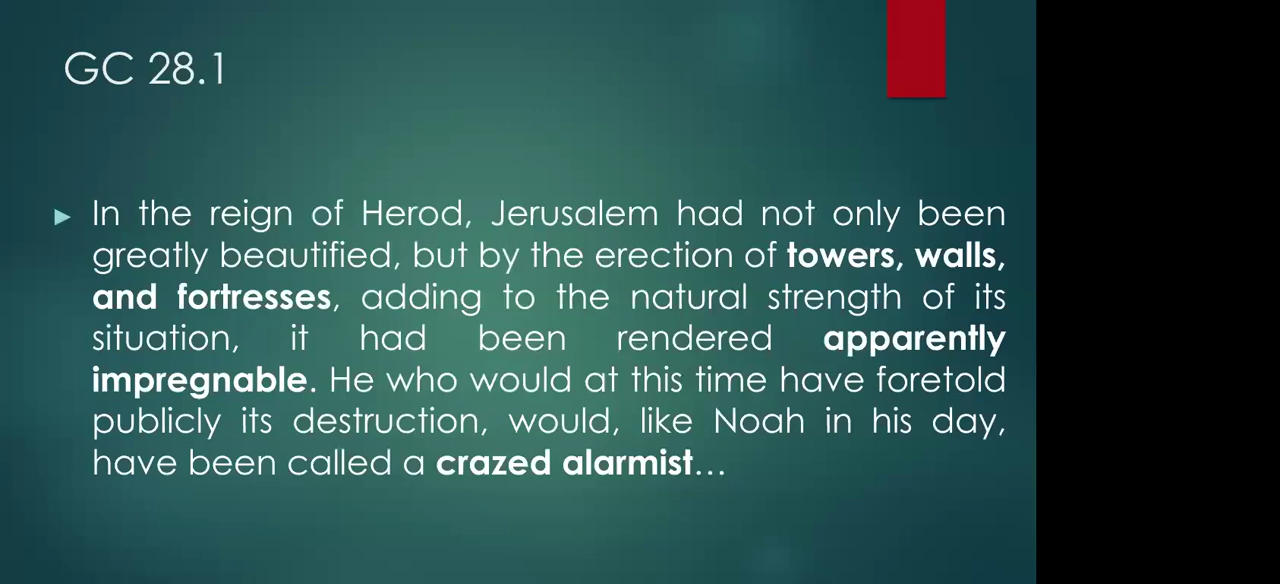 GC 28.1
In the reign of Herod, Jerusalem had not only been
greatly beautified, but by the erection of towers, walls,
and fortresses, adding to the natural strength of its
situation, it had been rendered apparently
impregnable. He who would at this time have foretold
publicly its destruction, would, like Noah in his day,
have been called a crazed alarmist…